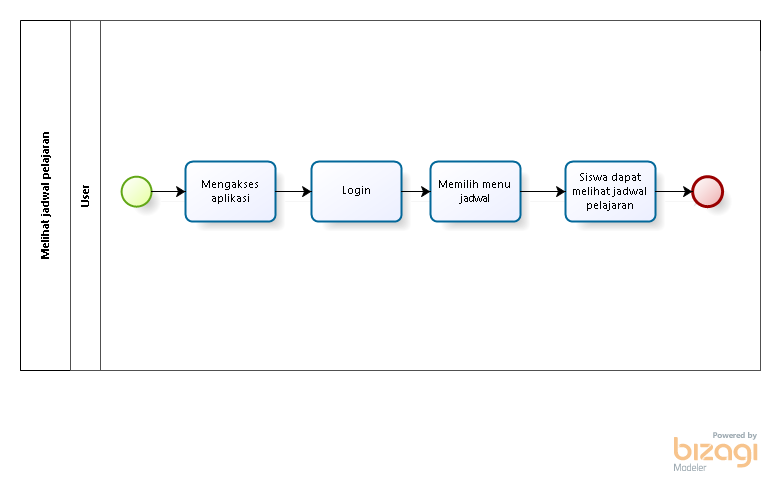 Melihat jadwal pelajaran
User
Mengakses
aplikasi
Login
Memilih menu
jadwal
Siswa dapat
melihat jadwal
pelajaran
Powered by
bizagi
Modeler